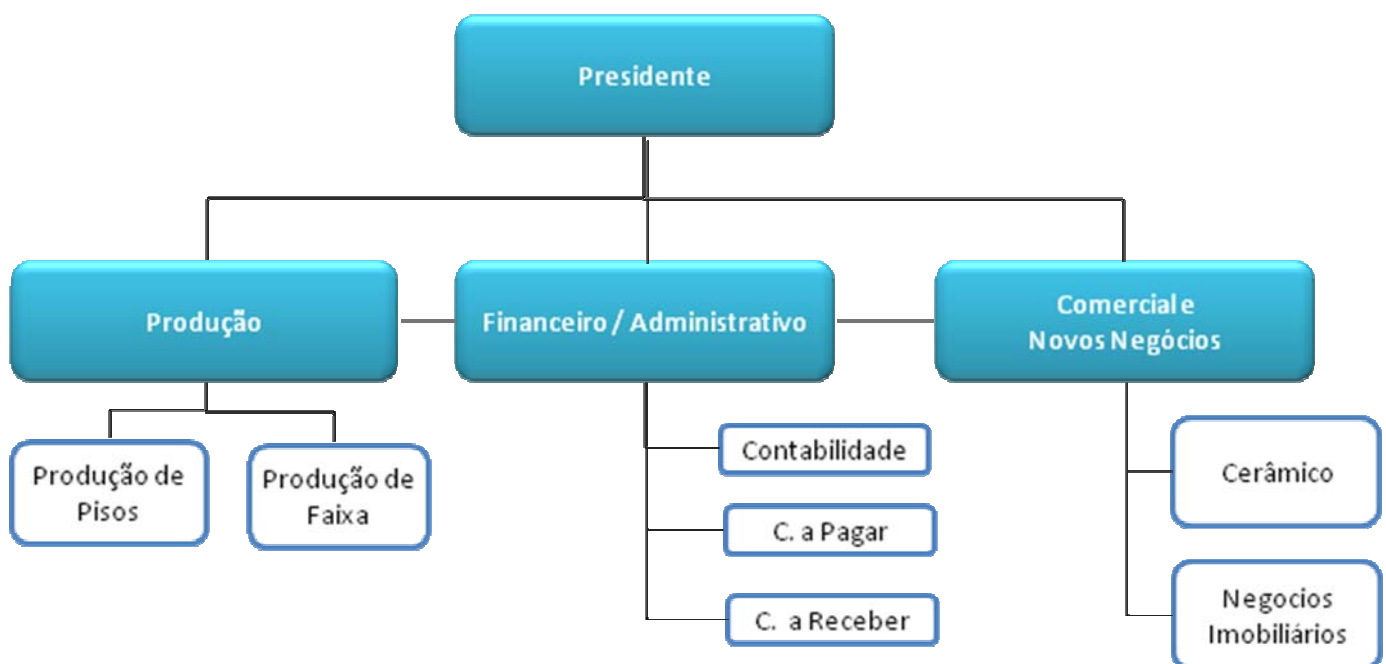 Presidente
Produção
Financeiro / Administrativo
Comercial e
Novos Negócios
Produção de
Pisos
Produção de
Faixa
Contabilidade
C. a Pagar
C. a Receber
Cerâmico
Negocios
Imobiliários